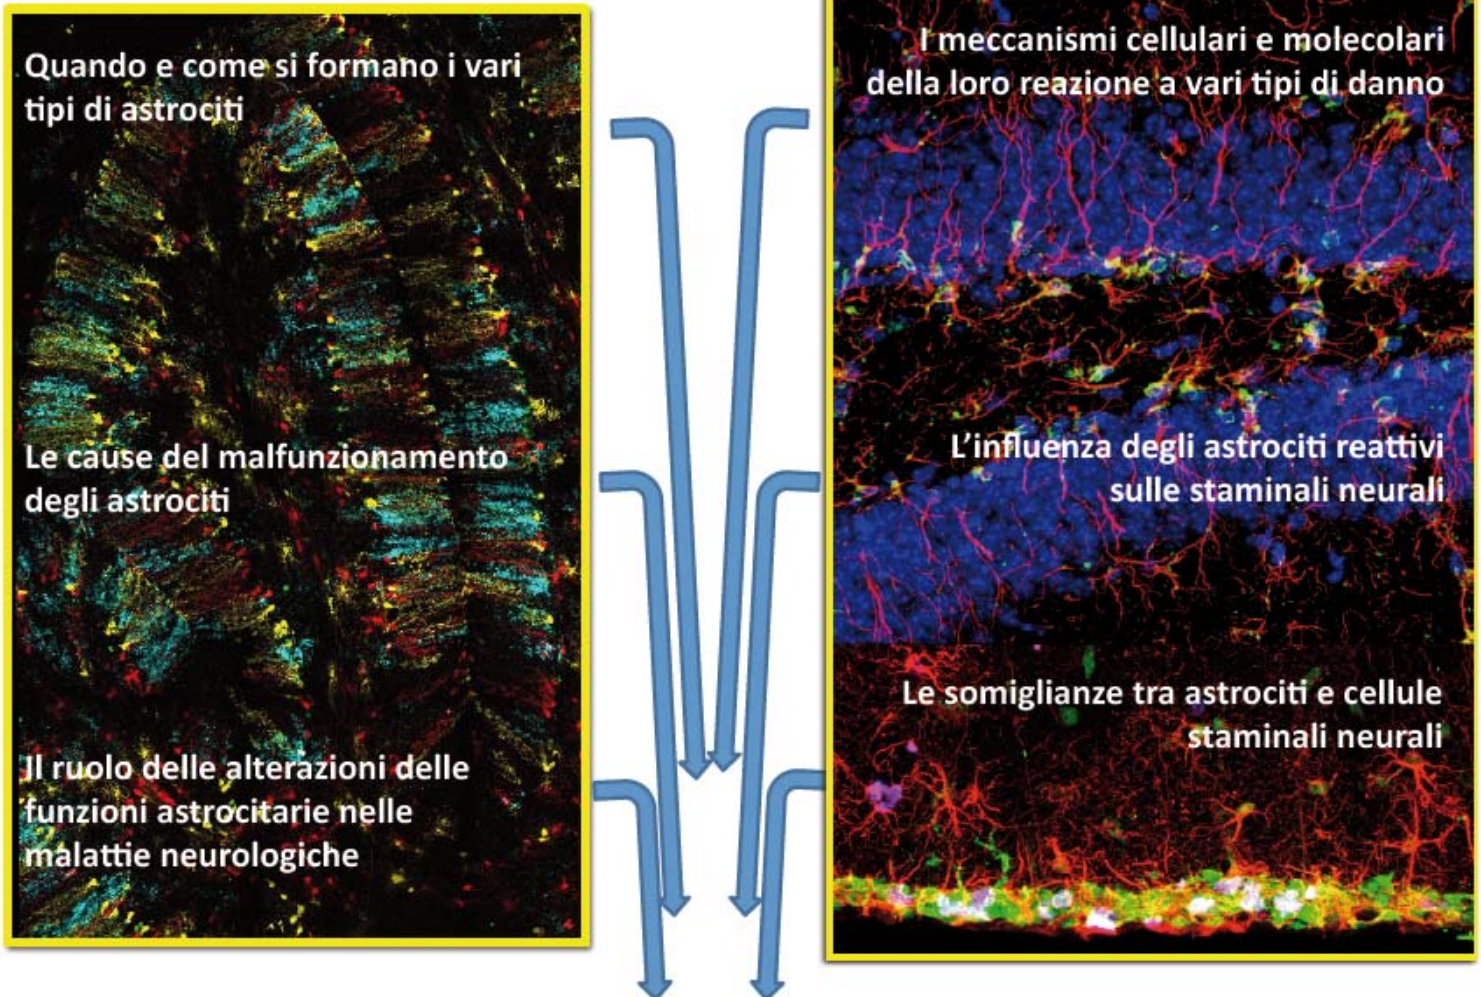 Quando e come si formano i vari
tipi di astrociti
Le cause del malfunzionamento
degli astrociti
Il ruolo delle alterazioni delle
funzioni astrocitarie nelle
malattie neurologiche
I meccanismi cellulari e molecolari
della loro reazione a vari tipi di danno
L’influenza degli astrociti reattivi
sulle staminali neurali
Le somiglianze tra astrociti e cellule
staminali neurali